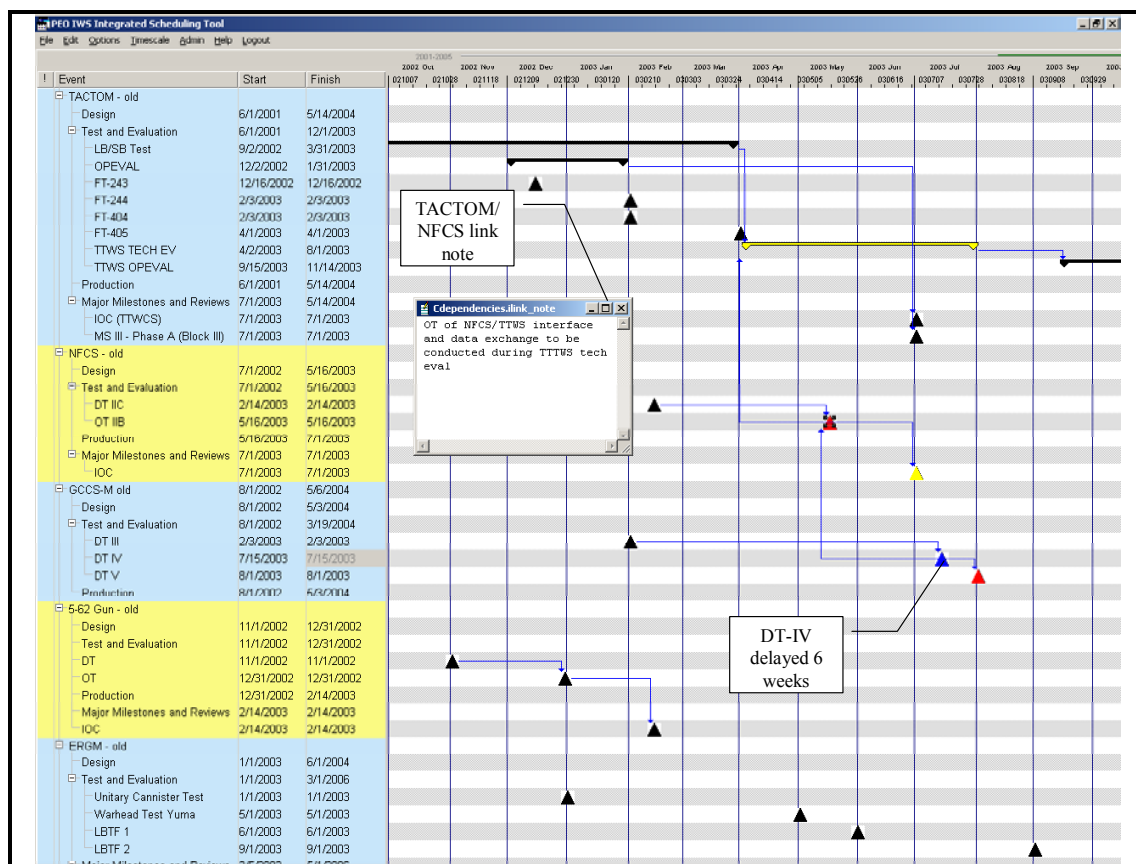 PEO IWS Integrated Scheduling Tool
File Edit Options Timescale Admin Help Logout
2001-2005
2002 Oct 2002 Nov 2002 Dec 2003 Jan 2003 Feb 2003 Mar 2003 Apr 2003 May 2003 Jun 2003 Jul 2003 Aug 2003 Sep 200
! Event Start Finish 021007 021028 021118 021209 021230 030120 030210 030303 030324 030414 030505 030526 030616 030707 030728 030818 030908 030929
TACTOM - old
Design 6/1/2001 5/14/2004
Test and Evaluation 6/1/2001 12/1/2003
LB/SB Test 9/2/2002 3/31/2003
OPEVAL 12/2/2002 1/31/2003
FT-243 12/16/2002 12/16/2002
FT-244 2/3/2003 2/3/2003
FT-404 2/3/2003 2/3/2003
FT-405 4/1/2003 4/1/2003
TTWS TECH EV 4/2/2003 8/1/2003
TTWS OPEVAL 9/15/2003 11/14/2003
Production 6/1/2001 5/14/2004
Major Milestones and Reviews 7/1/2003 5/14/2004
IOC (TTWCS) 7/1/2003 7/1/2003
MS III - Phase A (Block III) 7/1/2003 7/1/2003
NFCS - old
Design 7/1/2002 5/16/2003
Test and Evaluation 7/1/2002 5/16/2003
DT IIC 2/14/2003 2/14/2003
OT IIB 5/16/2003 5/16/2003
Production 5/16/2003 7/1/2003
Major Milestones and Reviews 7/1/2003 7/1/2003
IOC 7/1/2003 7/1/2003
GCCS-M old 8/1/2002 5/6/2004
Design 8/1/2002 5/3/2004
Test and Evaluation 8/1/2002 3/19/2004
DT III 2/3/2003 2/3/2003
DT IV 7/15/2003 7/15/2003
DT V 8/1/2003 8/1/2003
Production 8/1/2002 5/3/2004
5-62 Gun - old
Design 11/1/2002 12/31/2002
Test and Evaluation 11/1/2002 12/31/2002
DT 11/1/2002 11/1/2002
OT 12/31/2002 12/31/2002
Production 12/31/2002 2/14/2003
Major Milestones and Reviews 2/14/2003 2/14/2003
IOC 2/14/2003 2/14/2003
ERGM - old
Design 1/1/2003 6/1/2004
Test and Evaluation 1/1/2003 3/1/2006
Unitary Cannister Test 1/1/2003 1/1/2003
Warhead Test Yuma 5/1/2003 5/1/2003
LBTF 1 6/1/2003 6/1/2003
LBTF 2 9/1/2003 9/1/2003
Major Milestones and Reviews
TACTOM/
NFCS link
note
Cdependencies.ilink_note
OT of NFCS/TTWS interface
and data exchange to be
conducted during TTTWS tech
eval
DT-IV
delayed 6
weeks